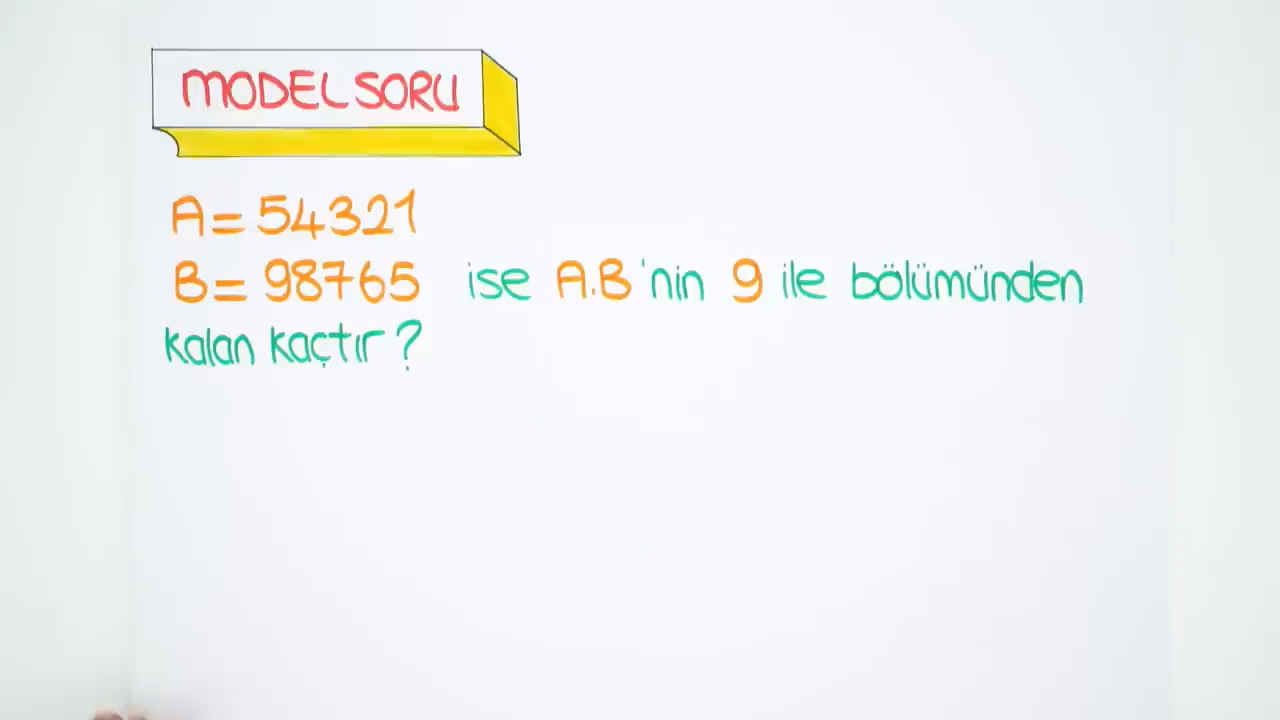 MODEL SORU
A=54321
B=98765 ise A.B'nin 9 ile bölümünden
kalan kaçtır?